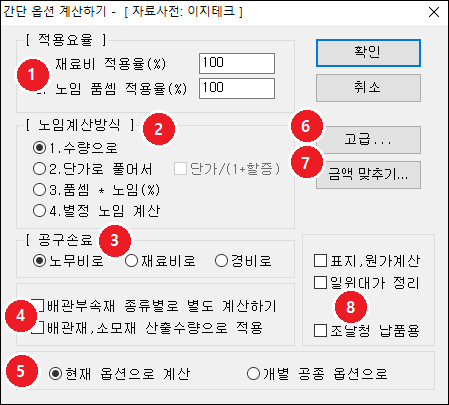 간단 옵션 계산하기 - [ 자료사전: 이지테크 ]
[ 적용요율 ]
1 재료비 적용율(%) 100
노임 품셈 적용율(%) 100
확인
취소
[ 노임계산방식 ] 2
1.수량으로
2.단가로 풀어서 단가/(1+할증)
3.품셈 * 노임(%)
4.별정 노임 계산
6 고급...
7 금액 맞추기...
[ 공구손료 3
노무비로 재료비로 경비로
표지,원가계산
일위대가 정리
8
조달청 납품용
4 배관부속재 종류별로 별도 계산하기
배관재,소모재 산출수량으로 적용
5 현재 옵션으로 계산 개별 공종 옵션으로